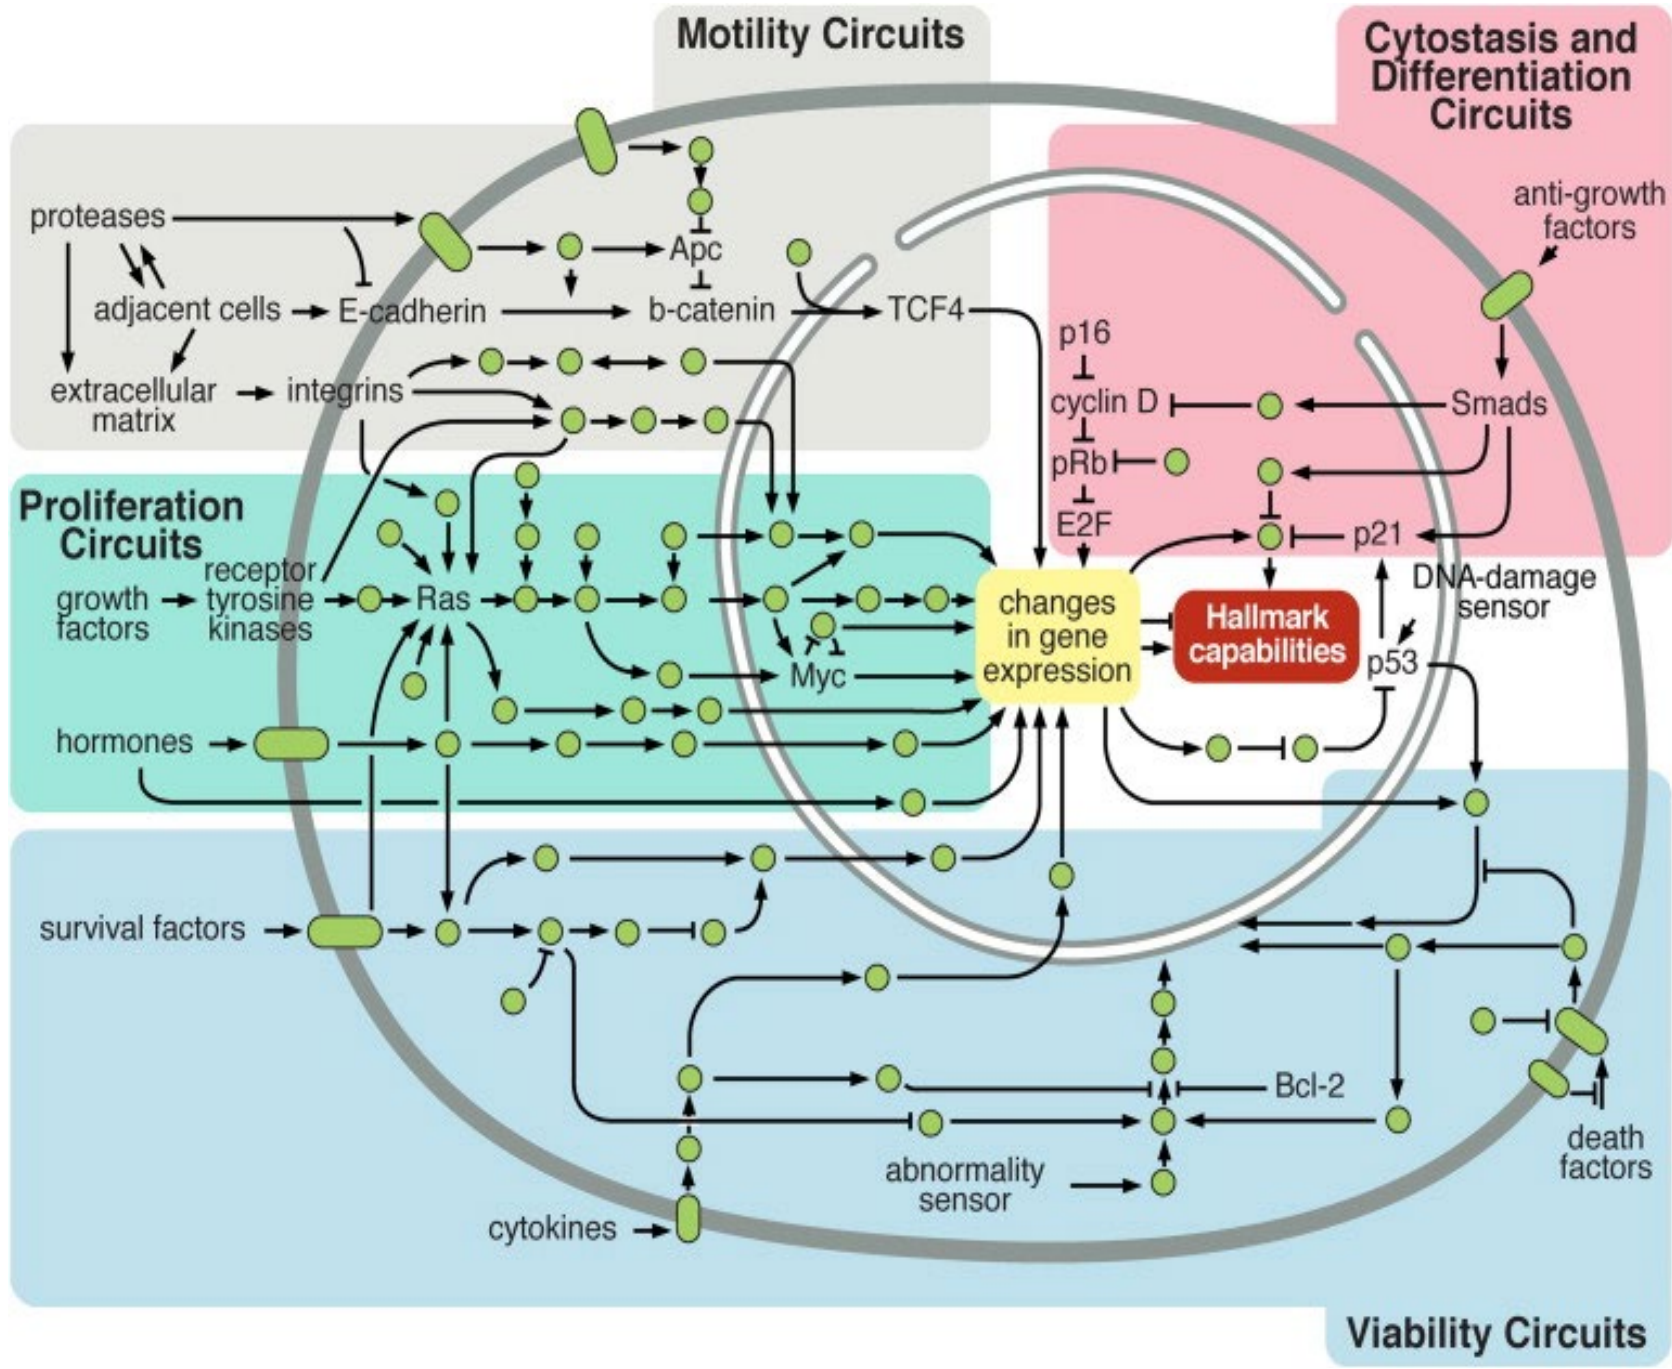 Motility Circuits
Cytostasis and
Differentiation
Circuits
anti-growth
factors
proteases
Apc
adjacent cells
E-cadherin
b-catenin
TCF4
p16
extracellular
matrix
integrins
cyclin D
Smads
pRb
E2F
p21
Proliferation
Circuits
growth
factors
receptor
tyrosine
kinases
Ras
Myc
changes
in gene
expression
Hallmark
capabilities
DNA-damage
sensor
p53
hormones
survival factors
Bcl-2
abnormality
sensor
death
factors
cytokines
Viability Circuits